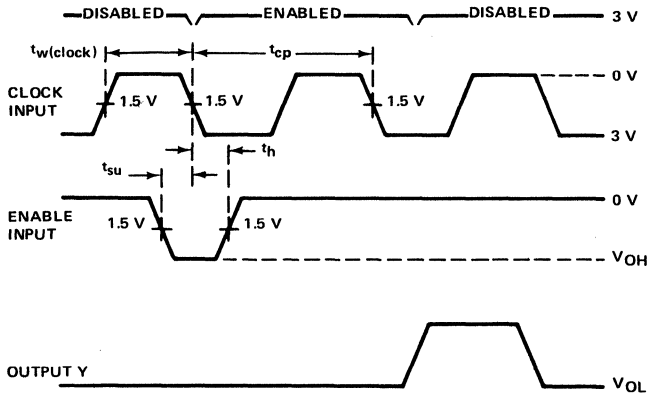 DISABLED ENABLED DISABLED 3 V
tw(clock) tcp
0 V
CLOCK INPUT
1.5 V 1.5 V 1.5 V
3 V
tsu th
0 V
ENABLE INPUT
1.5 V 1.5 V
VOH
OUTPUT Y
VOL